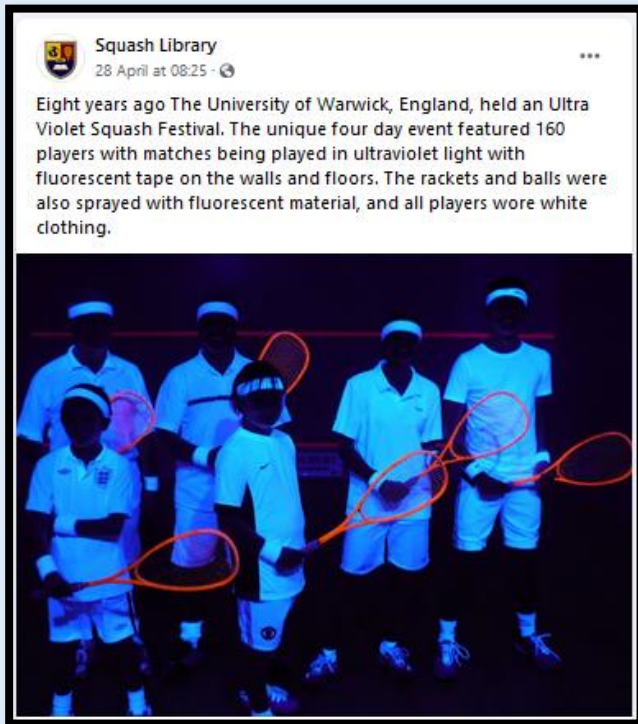 Squash Library
28 April at 08:25 ·
Eight years ago The University of Warwick, England, held an Ultra
Violet Squash Festival. The unique four day event featured 160
players with matches being played in ultraviolet light with
fluorescent tape on the walls and floors. The rackets and balls were
also sprayed with fluorescent material, and all players wore white
clothing.